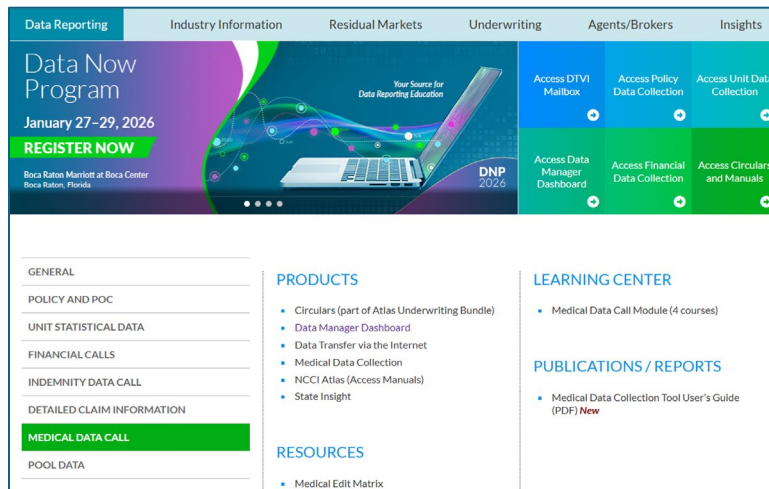 Data Reporting
Industry Information
Residual Markets
Underwriting
Agents/Brokers
Insights
Data Now
Program
January 27–29, 2026
REGISTER NOW
Boca Raton Marriott at Boca Center
Boca Raton, Florida
Your Source for
Data Reporting Education
DNP
2026
Access DTVI
Mailbox
Access Policy
Data Collection
Access Unit Data
Collection
Access Data
Manager
Dashboard
Access Financial
Data Collection
Access Circulars
and Manuals
GENERAL
POLICY AND POC
UNIT STATISTICAL DATA
FINANCIAL CALLS
INDEMNITY DATA CALL
DETAILED CLAIM INFORMATION
MEDICAL DATA CALL
POOL DATA
PRODUCTS
Circulars (part of Atlas Underwriting Bundle)
Data Manager Dashboard
Data Transfer via the Internet
Medical Data Collection
NCCI Atlas (Access Manuals)
State Insight
RESOURCES
Medical Edit Matrix
LEARNING CENTER
Medical Data Call Module (4 courses)
PUBLICATIONS / REPORTS
Medical Data Collection Tool User's Guide
(PDF) New